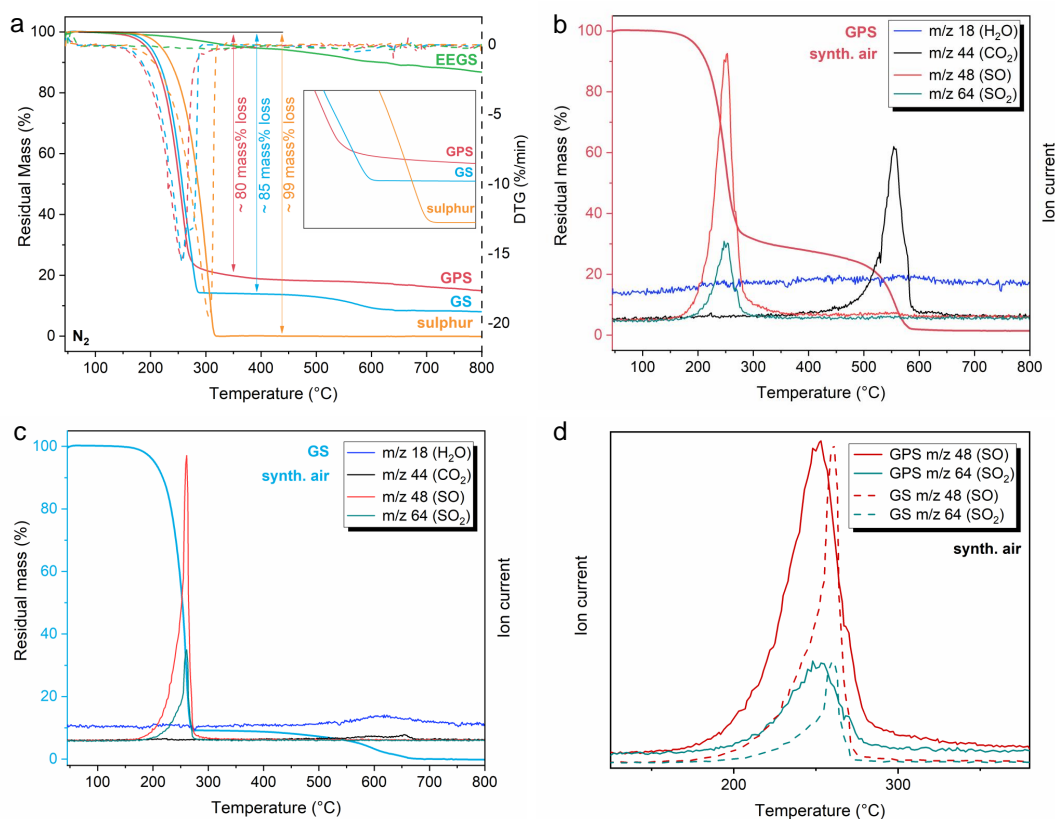 a
100
80
60
40
20
0
Residual Mass (%)
EEGS
~ 80 mass% loss
~ 85 mass% loss
~ 99 mass% loss
GPS
GS
sulphur
GPS
GS
sulphur
N₂
0
-5
-10
-15
-20
DTG (%/min)
100 200 300 400 500 600 700 800
Temperature (°C)
b
GPS
synth. air
m/z 18 (H₂O)
m/z 44 (CO₂)
m/z 48 (SO)
m/z 64 (SO₂)
100
80
60
40
20
0
Residual mass (%)
Ion current
100 200 300 400 500 600 700 800
Temperature (°C)
c
GS
synth. air
m/z 18 (H₂O)
m/z 44 (CO₂)
m/z 48 (SO)
m/z 64 (SO₂)
100
80
60
40
20
0
Residual mass (%)
Ion current
100 200 300 400 500 600 700 800
Temperature (°C)
d
GPS m/z 48 (SO)
GPS m/z 64 (SO₂)
GS m/z 48 (SO)
GS m/z 64 (SO₂)
synth. air
Ion current
200 300
Temperature (°C)